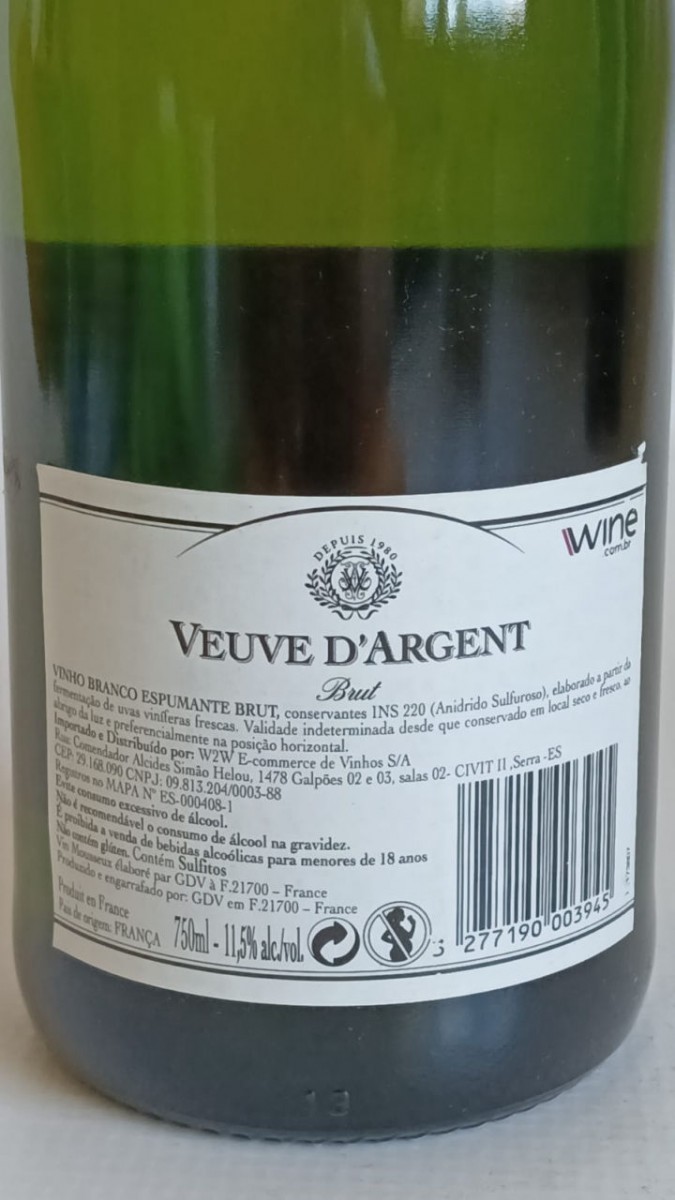 DEPUIS 1980
WINE
.com.br
VEUVE D'ARGENT
Brut
VINHO BRANCO ESPUMANTE BRUT, conservantes INS 220 (Anidrido Sulfuroso), elaborado a partir da
fermentação de uvas viníferas frescas. Validade indeterminada desde que conservado em local seco e fresco, ao
abrigo da luz e preferencialmente na posição horizontal.
Importado e Distribuído por: W2W E-commerce de Vinhos S/A
Rua: Comendador Alcides Simão Helou, 1478 Galpões 02 e 03, salas 02- CIVIT II ,Serra -ES
CEP: 29.168.090 CNPJ: 09.813.204/0003-88
Registros no MAPA Nº ES-000408-1
Evite consumo excessivo de álcool.
Não é recomendável o consumo de álcool na gravidez.
É proibida a venda de bebidas alcoólicas para menores de 18 anos
Não contém glúten. Contém Sulfitos
Vin Mousseux élaboré par GDV à F.21700 – France
Produzido e engarrafado por: GDV em F.21700 – France
Produit en France
País de origem: FRANÇA
750ml - 11,5% alc./vol.
3 277190 003945
13